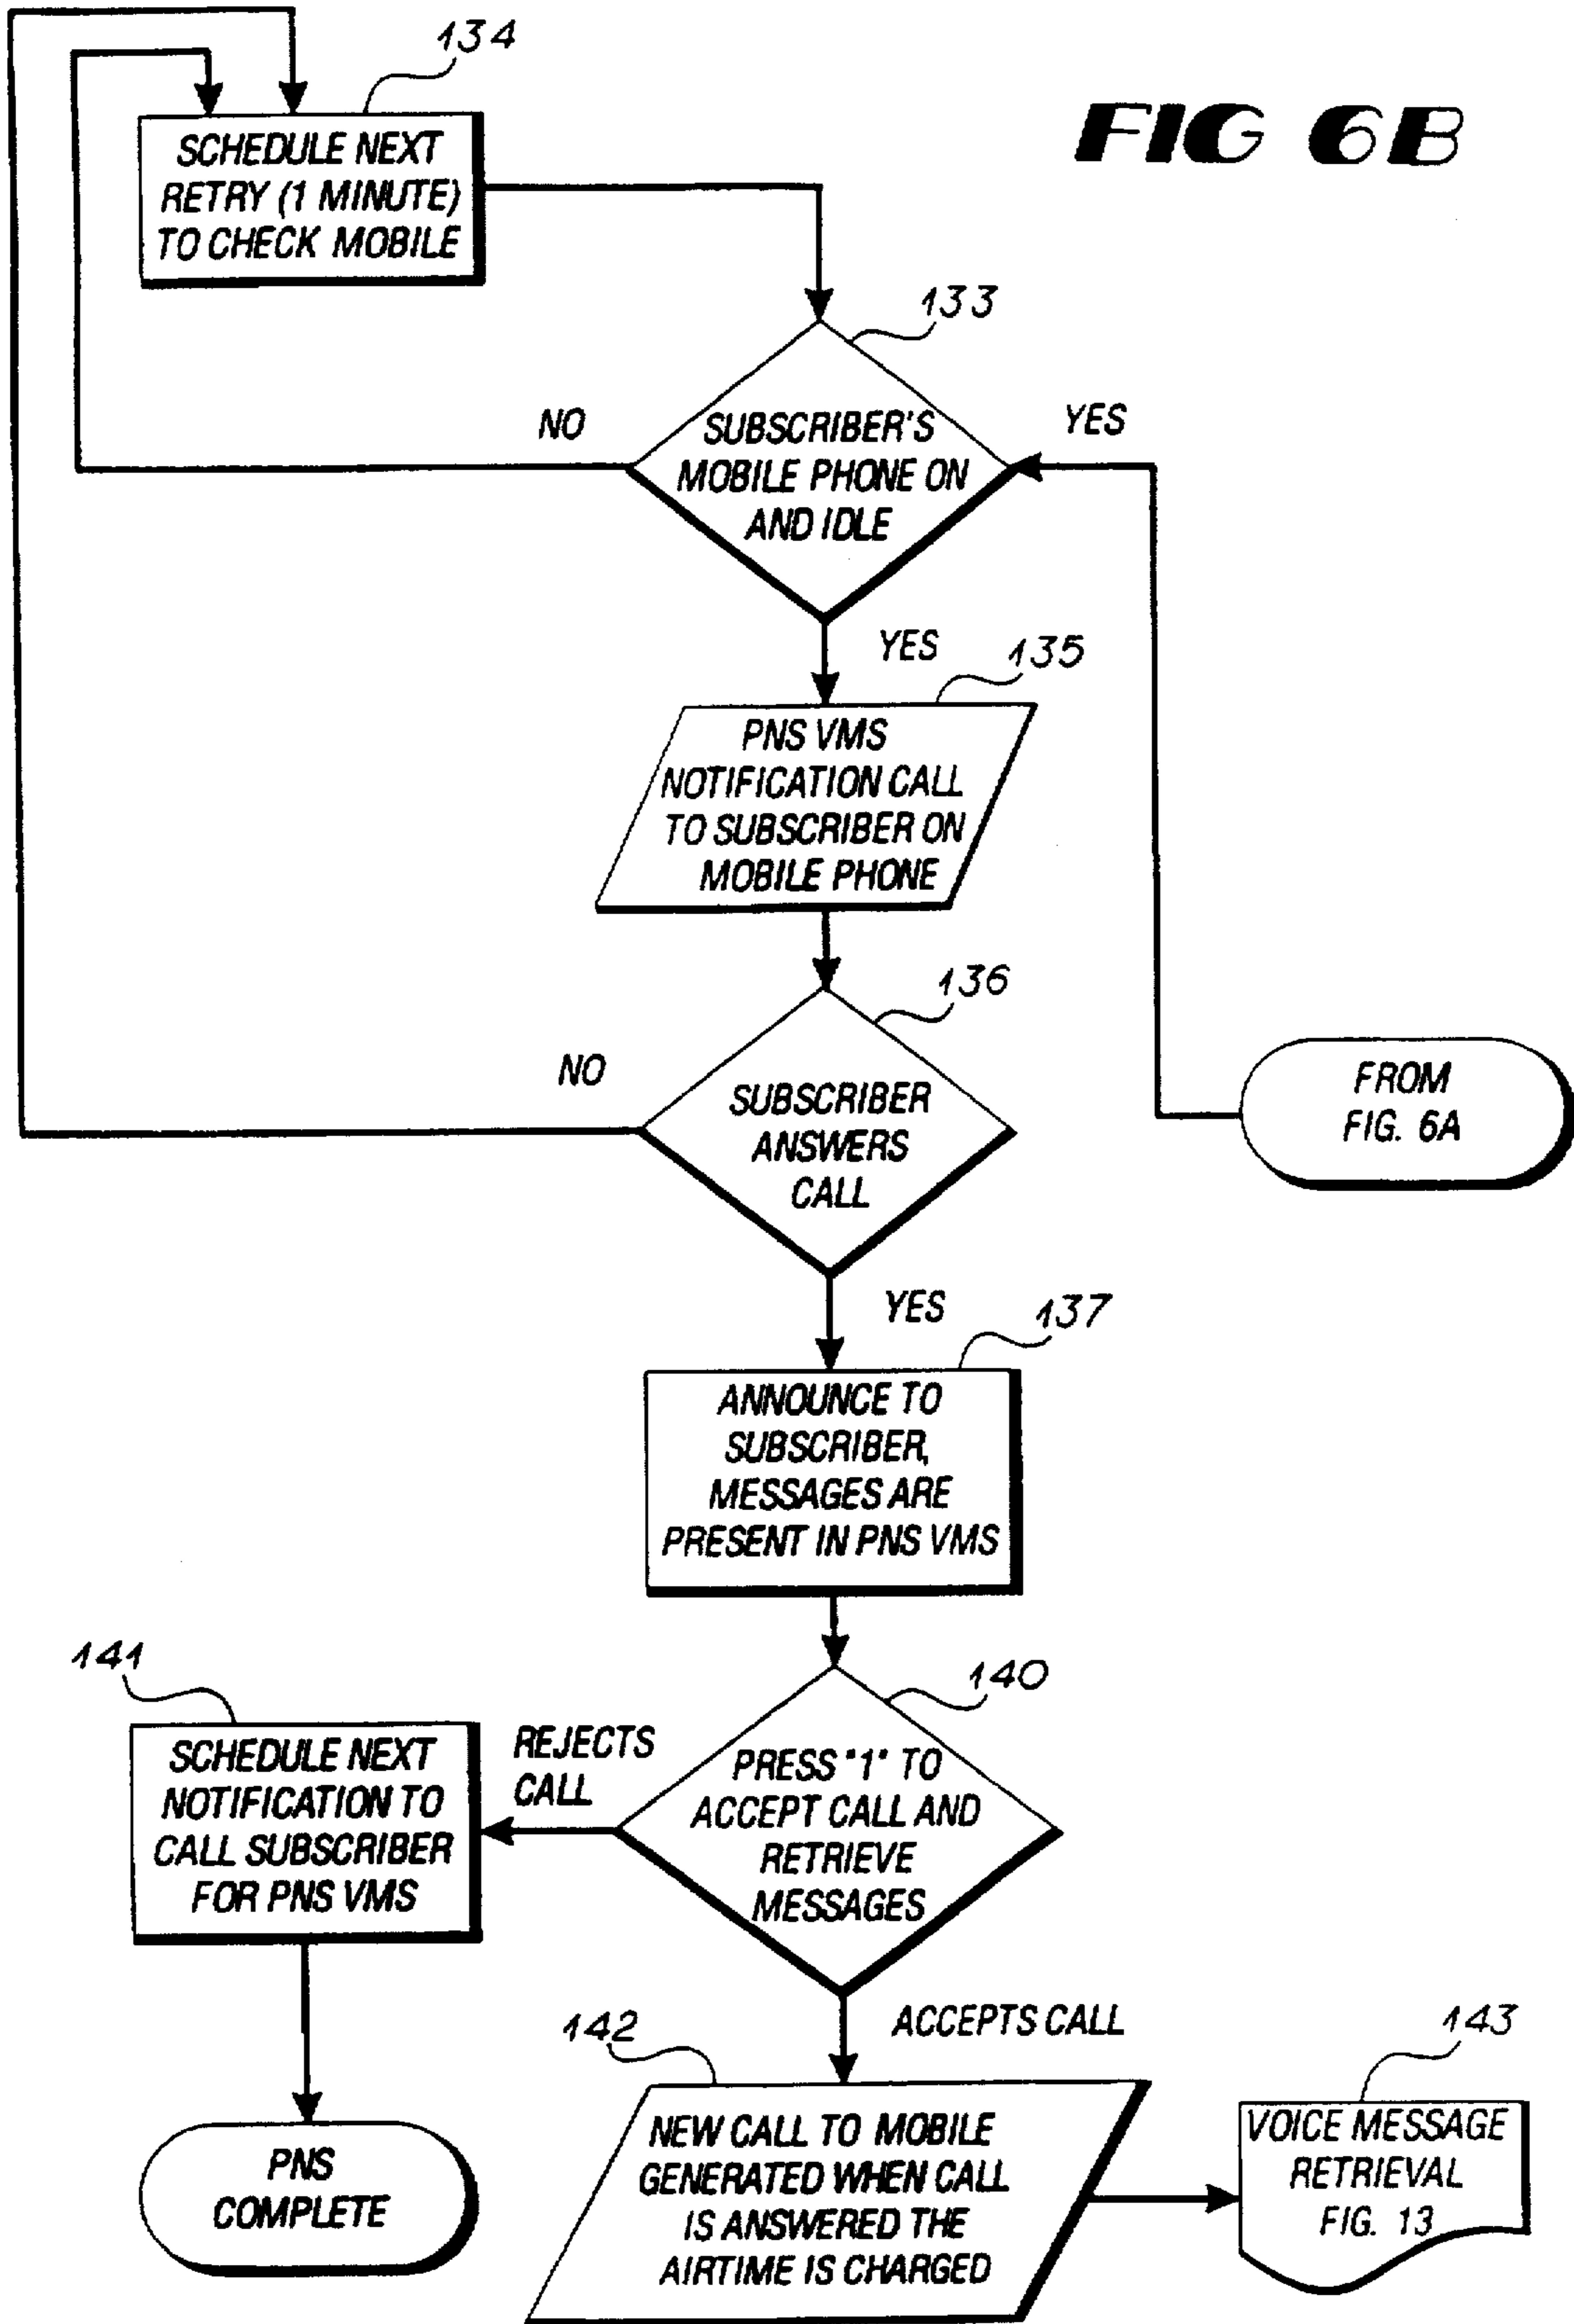 134
FIG 6B
SCHEDULE NEXT
RETRY (1 MINUTE)
TO CHECK MOBILE
133
NO
SUBSCRIBER'S
MOBILE PHONE ON
AND IDLE
YES
YES
135
PNS VMS
NOTIFICATION CALL
TO SUBSCRIBER ON
MOBILE PHONE
136
NO
SUBSCRIBER
ANSWERS
CALL
FROM
FIG. 6A
YES
137
ANNOUNCE TO
SUBSCRIBER,
MESSAGES ARE
PRESENT IN PNS VMS
141
140
SCHEDULE NEXT
NOTIFICATION TO
CALL SUBSCRIBER
FOR PNS VMS
REJECTS
CALL
PRESS "1" TO
ACCEPT CALL AND
RETRIEVE
MESSAGES
142
ACCEPTS CALL
143
PNS
COMPLETE
NEW CALL TO MOBILE
GENERATED WHEN CALL
IS ANSWERED THE
AIRTIME IS CHARGED
VOICE MESSAGE
RETRIEVAL
FIG. 13